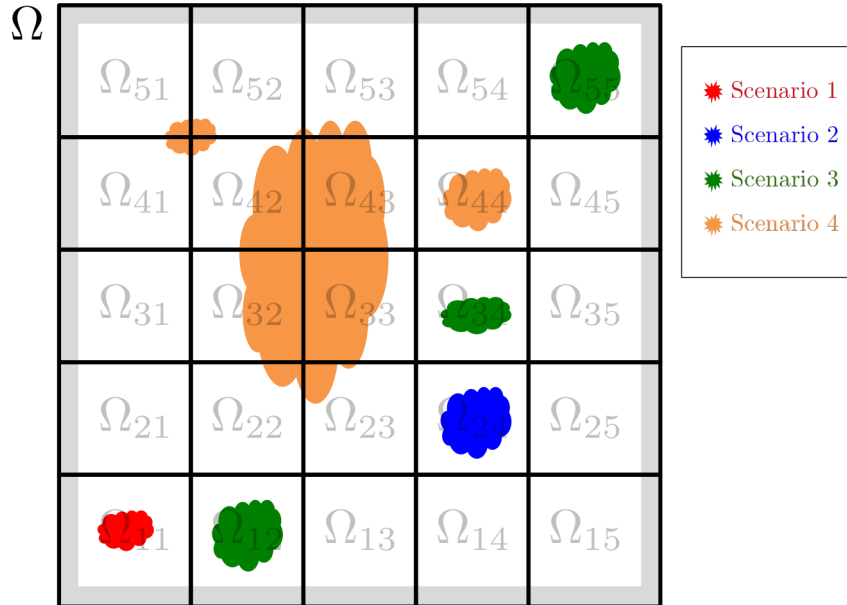 Ω
Ω51 Ω52 Ω53 Ω54 Ω55
Ω41 Ω42 Ω43 Ω44 Ω45
Ω31 Ω32 Ω33 Ω34 Ω35
Ω21 Ω22 Ω23 Ω24 Ω25
Ω11 Ω12 Ω13 Ω14 Ω15
Scenario 1
Scenario 2
Scenario 3
Scenario 4